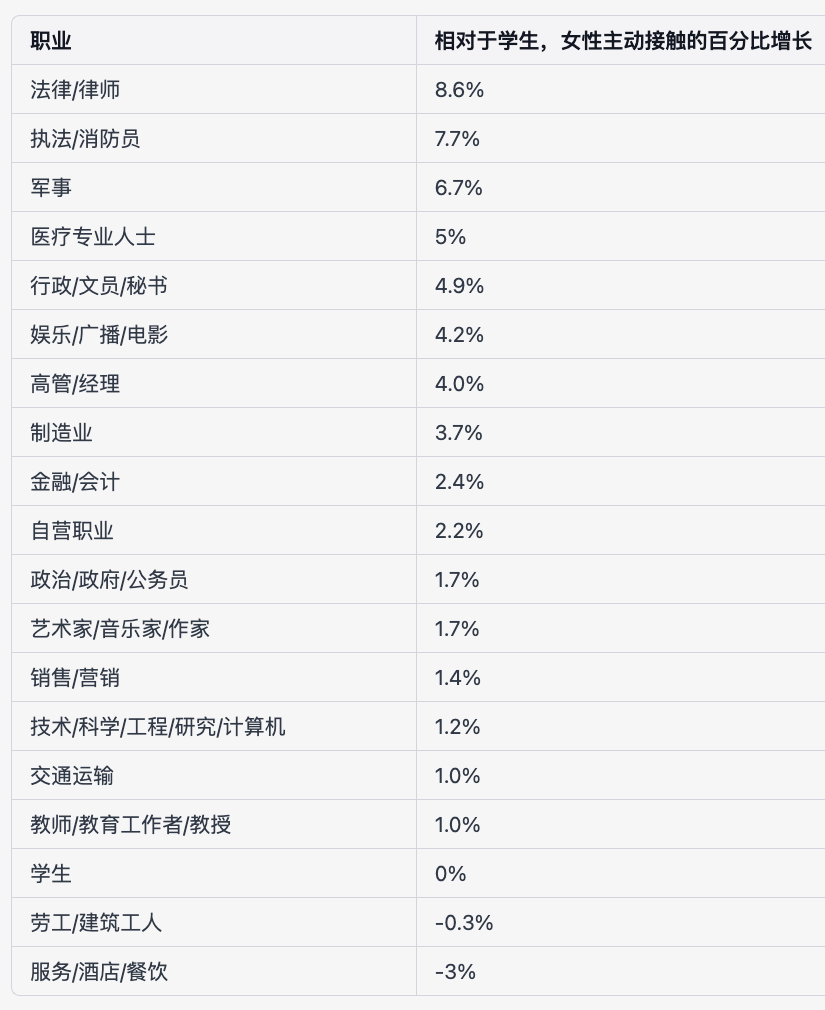 职业 相对于学生，女性主动接触的百分比增长
法律/律师 8.6%
执法/消防员 7.7%
军事 6.7%
医疗专业人士 5%
行政/文员/秘书 4.9%
娱乐/广播/电影 4.2%
高管/经理 4.0%
制造业 3.7%
金融/会计 2.4%
自营职业 2.2%
政治/政府/公务员 1.7%
艺术家/音乐家/作家 1.7%
销售/营销 1.4%
技术/科学/工程/研究/计算机 1.2%
交通运输 1.0%
教师/教育工作者/教授 1.0%
学生 0%
劳工/建筑工人 -0.3%
服务/酒店/餐饮 -3%